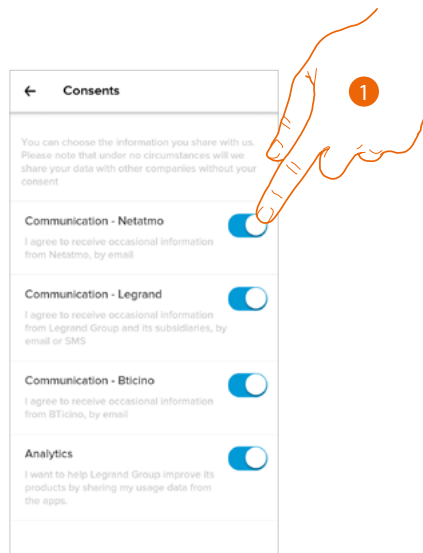 1
← Consents
You can choose the information you share with us.
Please note that under no circumstances will we
share your data with other companies without your
consent
Communication - Netatmo
I agree to receive occasional information
from Netatmo, by email
Communication - Legrand
I agree to receive occasional information
from Legrand Group and its subsidiaries, by
email or SMS
Communication - Bticino
I agree to receive occasional information
from BTicino, by email
Analytics
I want to help Legrand Group improve its
products by sharing my usage data from
the apps.